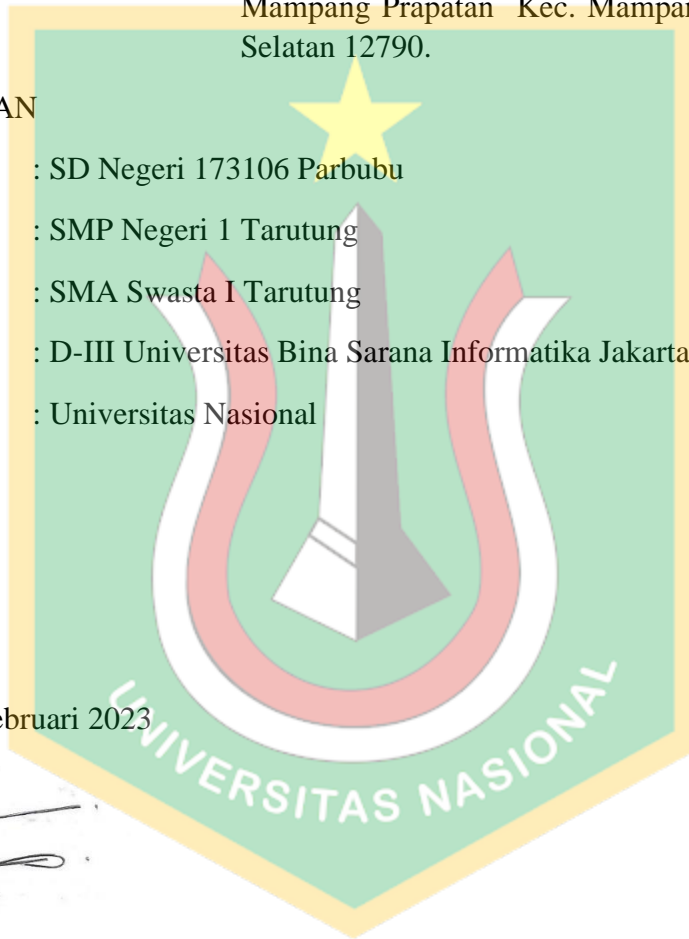 Mampang Prapatan Kec. Mampan
Selatan 12790.
AN
: SD Negeri 173106 Parbubu
: SMP Negeri 1 Tarutung
: SMA Swasta I Tarutung
: D-III Universitas Bina Sarana Informatika Jakarta
: Universitas Nasional
ebruari 2023
UNIVERSITAS NASIONAL